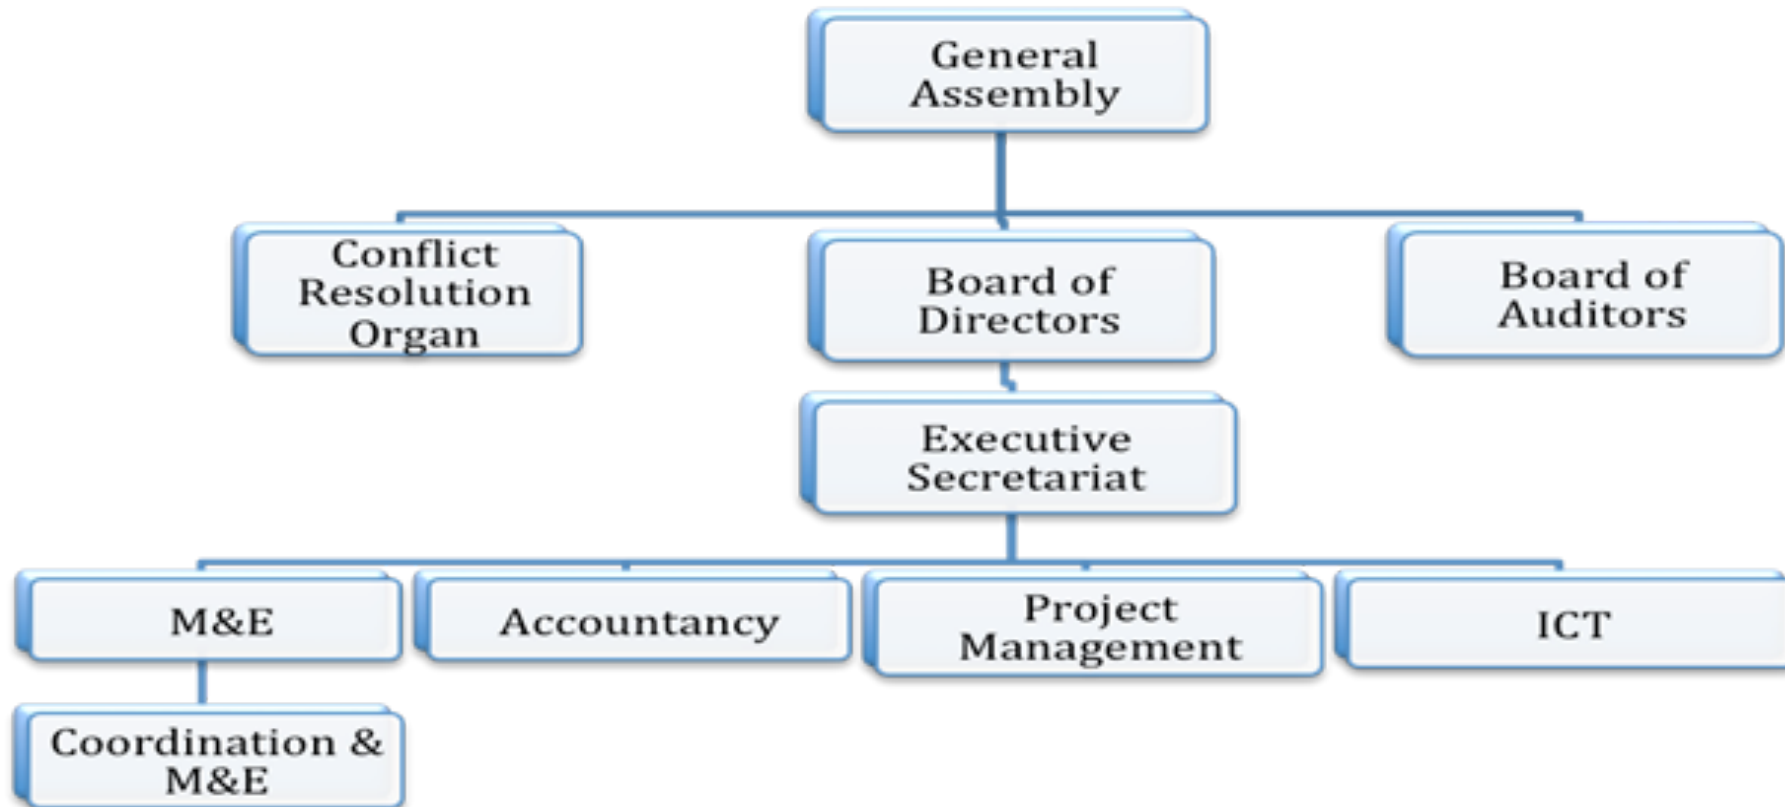 General
Assembly
Conflict
Resolution
Organ
Board of
Directors
Board of
Auditors
Executive
Secretariat
M&E
Accountancy
Project
Management
ICT
Coordination &
M&E